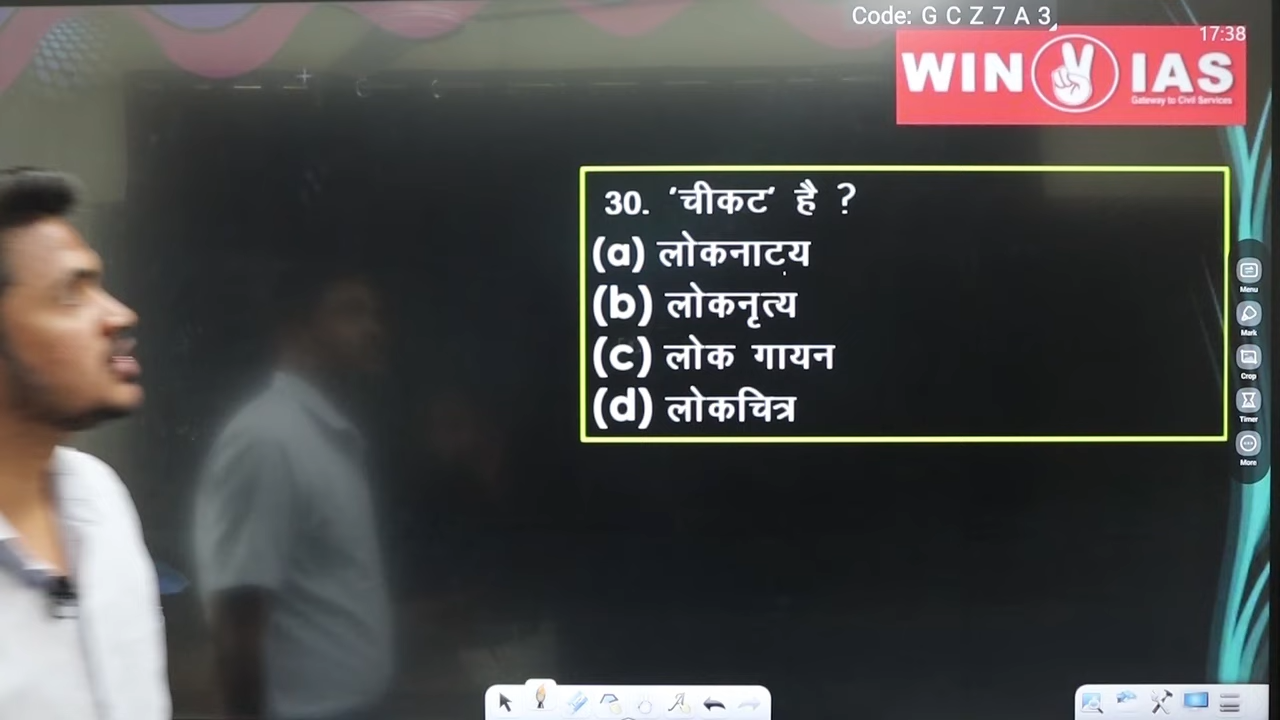 Code: G C Z 7 A 3
17:38
WIN IAS
Gateway to Civil Services
30. 'चीकट' है ?
(a) लोकनाट्य
(b) लोकनृत्य
(c) लोक गायन
(d) लोकचित्र
Menu
Mark
Crop
Timer
More